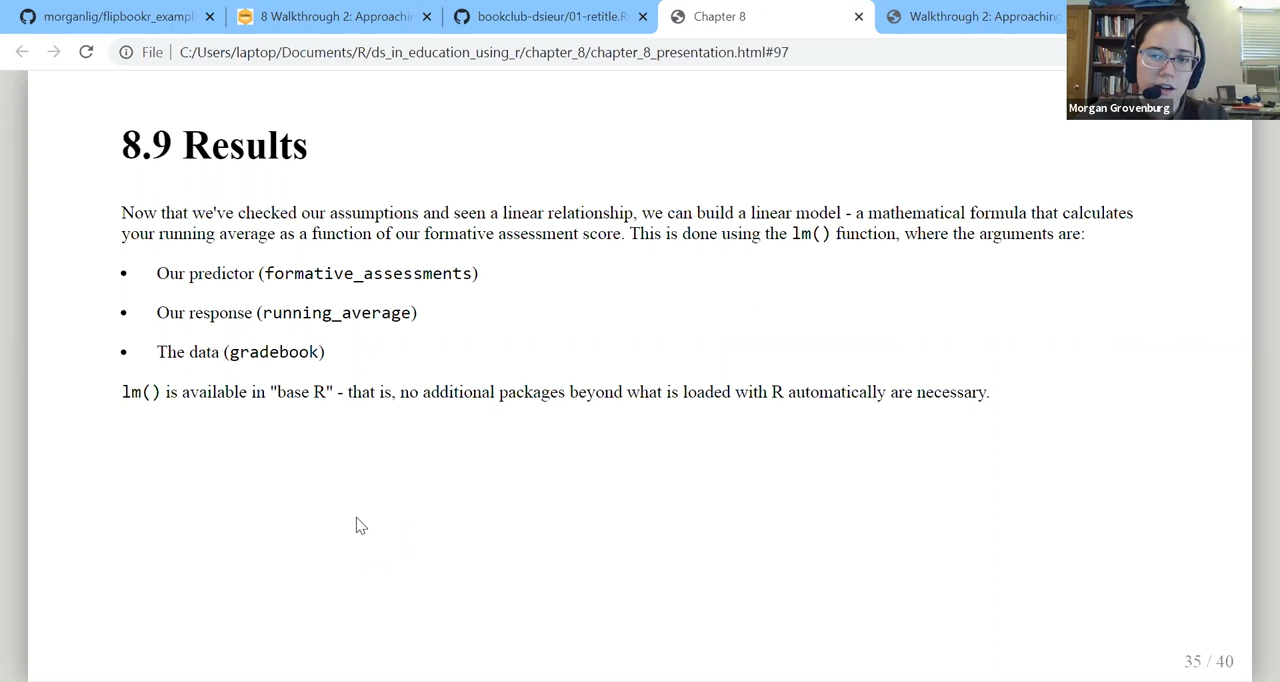 morganlig/flipbookr_exampl
8 Walkthrough 2: Approachi
bookclub-dsieur/01-retitle.R
Chapter 8
Walkthrough 2: Approaching
File | C:/Users/laptop/Documents/R/ds_in_education_using_r/chapter_8/chapter_8_presentation.html#97
Morgan Grovenburg
8.9 Results
Now that we've checked our assumptions and seen a linear relationship, we can build a linear model - a mathematical formula that calculates
your running average as a function of our formative assessment score. This is done using the lm() function, where the arguments are:
• Our predictor (formative_assessments)
• Our response (running_average)
• The data (gradebook)
lm() is available in "base R" - that is, no additional packages beyond what is loaded with R automatically are necessary.
35 / 40